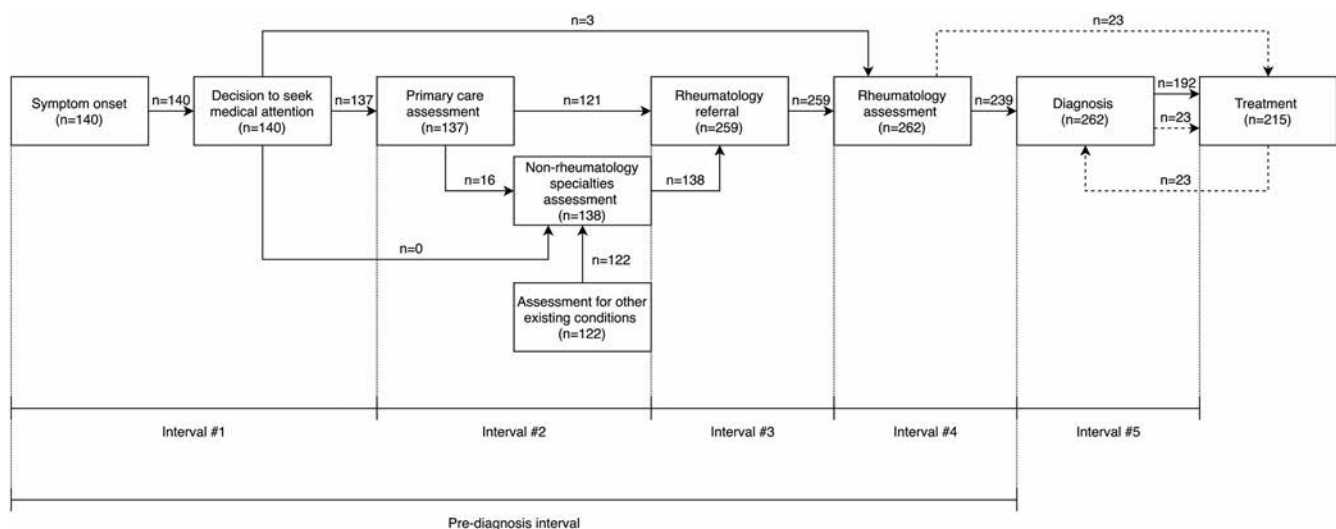 n=3
n=23
Symptom onset
(n=140)
n=140
Decision to seek
medical attention
(n=140)
n=137
Primary care
assessment
(n=137)
n=121
Rheumatology
referral
(n=259)
n=259
Rheumatology
assessment
(n=262)
n=239
Diagnosis
(n=262)
n=192
n=23
Treatment
(n=215)
n=16
Non-rheumatology
specialties
assessment
(n=138)
n=138
n=23
n=0
n=122
Assessment for other
existing conditions
(n=122)
Interval #1
Interval #2
Interval #3
Interval #4
Interval #5
Pre-diagnosis interval